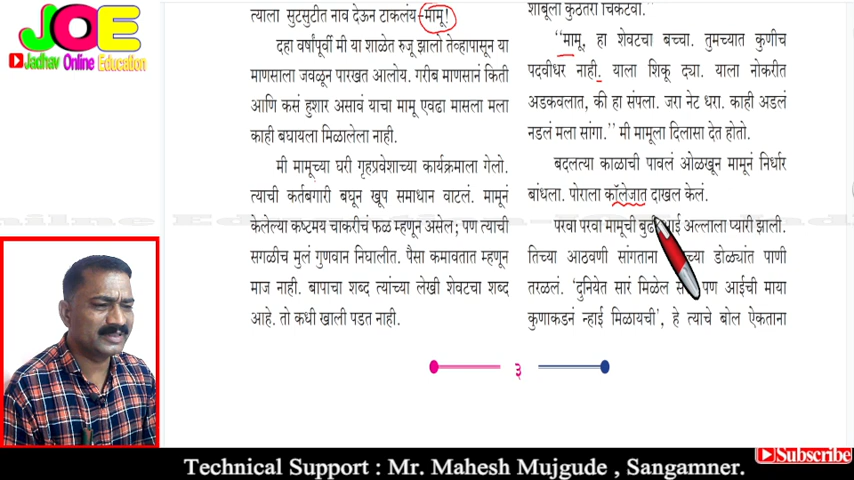 JOE
Jadhav Online Education
त्याला सुटसुटीत नाव देऊन टाकलंय-मामू!
दहा वर्षांपूर्वी मी या शाळेत रुजू झालो तेव्हापासून या
माणसाला जवळून पारखत आलोय. गरीब माणसानं किती
आणि कसं हुशार असावं याचा मामू एवढा मासला मला
काही बघायला मिळालेला नाही.
मी मामूच्या घरी गृहप्रवेशाच्या कार्यक्रमाला गेलो.
त्याची कर्तबगारी बघून खूप समाधान वाटलं. मामूनं
केलेल्या कष्टमय चाकरीचं फळ म्हणून असेल; पण त्याची
सगळीच मुलं गुणवान निघालीत. पैसा कमावतात म्हणून
माज नाही. बापाचा शब्द त्यांच्या लेखी शेवटचा शब्द
आहे. तो कधी खाली पडत नाही.
शाबूला कुठंतरी चिकटवा.”
“मामू, हा शेवटचा बच्चा. तुमच्यात कुणीच
पदवीधर नाही. याला शिकू द्या. याला नोकरीत
अडकवलात, की हा संपला. जरा नेट धरा. काही अडलं
नडलं मला सांगा.” मी मामूला दिलासा देत होतो.
बदलत्या काळाची पावलं ओळखून मामूनं निर्धार
बांधला. पोराला कॉलेजात दाखल केलं.
परवा परवा मामूची अल्लाला प्यारी झाली.
तिच्या आठवणी सांगताना डोळ्यांत पाणी
तरळलं. ‘दुनियेत सारं मिळेल पण आईची माया
कुणाकडनं न्हाई मिळायची’, हे त्याचे बोल ऐकताना
३
Subscribe
Technical Support : Mr. Mahesh Mujgude , Sangamner.